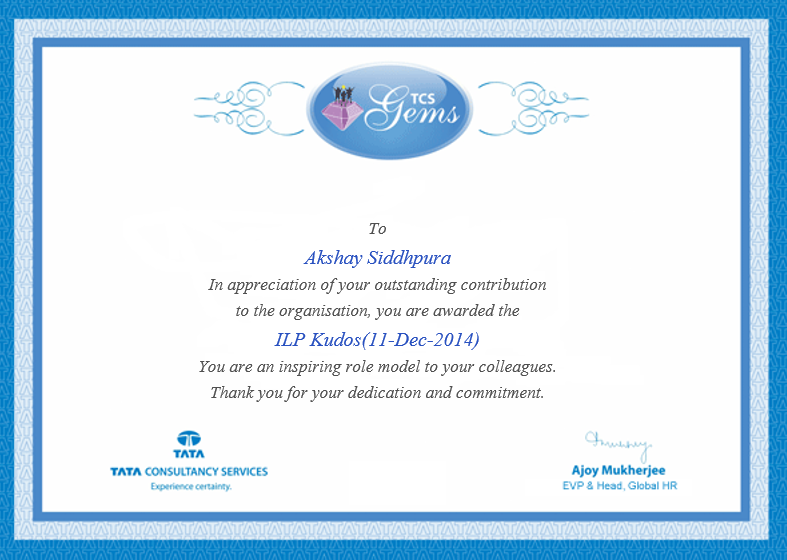 TCS
Gems
To
Akshay Siddhpura
In appreciation of your outstanding contribution
to the organisation, you are awarded the
ILP Kudos(11-Dec-2014)
You are an inspiring role model to your colleagues.
Thank you for your dedication and commitment.
TATA
TATA CONSULTANCY SERVICES
Experience certainty.
Ajoy Mukherjee
EVP & Head, Global HR